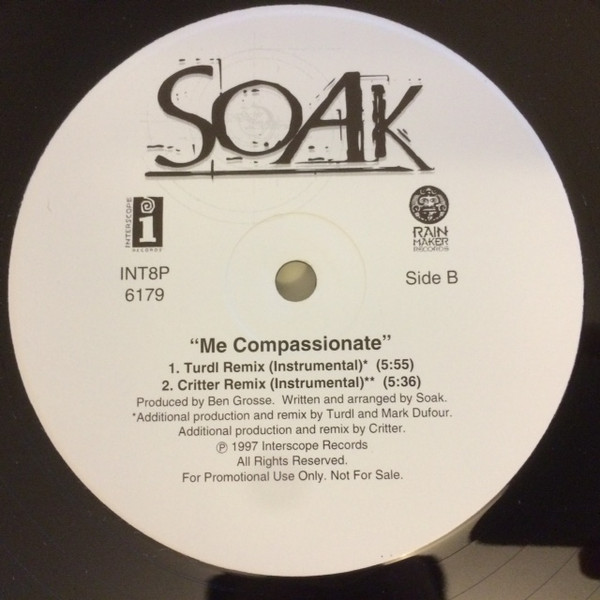 SOAK
INTERSCOPE
i
RECORDS
RAIN
MAKER
RECORDS
INT8P
6179
Side B
“Me Compassionate”
1. Turdl Remix (Instrumental)* (5:55)
2. Critter Remix (Instrumental)** (5:36)
Produced by Ben Grosse. Written and arranged by Soak.
*Additional production and remix by Turdl and Mark Dufour.
Additional production and remix by Critter.
℗ 1997 Interscope Records
All Rights Reserved.
For Promotional Use Only. Not For Sale.